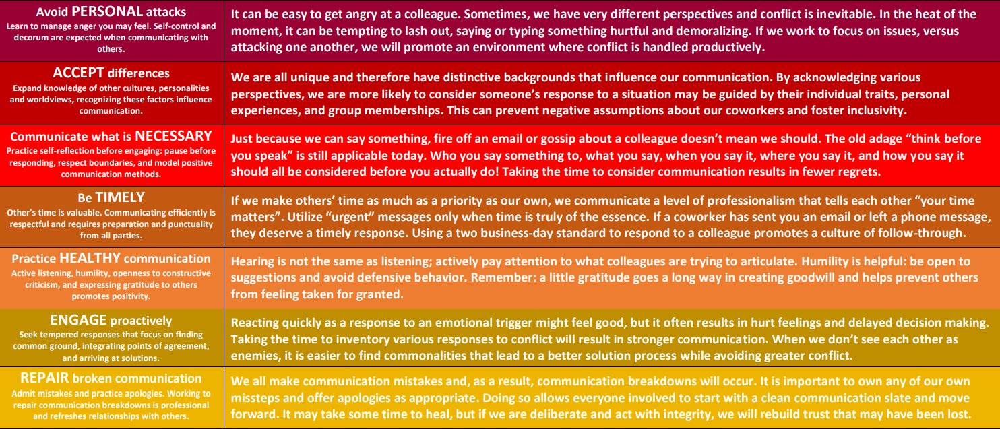 Avoid PERSONAL attacks
Learn to manage anger you may feel. Self-control and
decorum are expected when communicating with
others.
It can be easy to get angry at a colleague. Sometimes, we have very different perspectives and conflict is inevitable. In the heat of the
moment, it can be tempting to lash out, saying or typing something hurtful and demoralizing. If we work to focus on issues, versus
attacking one another, we will promote an environment where conflict is handled productively.
ACCEPT differences
Expand knowledge of other cultures, personalities
and worldviews, recognizing these factors influence
communication.
We are all unique and therefore have distinctive backgrounds that influence our communication. By acknowledging various
perspectives, we are more likely to consider someone's response to a situation may be guided by their individual traits, personal
experiences, and group memberships. This can prevent negative assumptions about our coworkers and foster inclusivity.
Communicate what is NECESSARY
Practice self-reflection before engaging: pause before
responding, respect boundaries, and model positive
communication methods.
Just because we can say something, fire off an email or gossip about a colleague doesn't mean we should. The old adage "think before
you speak" is still applicable today. Who you say something to, what you say, when you say it, where you say it, and how you say it
should all be considered before you actually do! Taking the time to consider communication results in fewer regrets.
Be TIMELY
Other's time is valuable. Communicating efficiently is
respectful and requires preparation and punctuality
from all parties.
If we make others' time as much as a priority as our own, we communicate a level of professionalism that tells each other "your time
matters". Utilize "urgent" messages only when time is truly of the essence. If a coworker has sent you an email or left a phone message,
they deserve a timely response. Using a two business-day standard to respond to a colleague promotes a culture of follow-through.
Practice HEALTHY communication
Active listening, humility, openness to constructive
criticism, and expressing gratitude to others
promotes positivity.
Hearing is not the same as listening; actively pay attention to what colleagues are trying to articulate. Humility is helpful: be open to
suggestions and avoid defensive behavior. Remember: a little gratitude goes a long way in creating goodwill and helps prevent others
from feeling taken for granted.
ENGAGE proactively
Seek tempered responses that focus on finding
common ground, integrating points of agreement,
and arriving at solutions.
Reacting quickly as a response to an emotional trigger might feel good, but it often results in hurt feelings and delayed decision making.
Taking the time to inventory various responses to conflict will result in stronger communication. When we don't see each other as
enemies, it is easier to find commonalities that lead to a better solution process while avoiding greater conflict.
REPAIR broken communication
Admit mistakes and practice apologies. Working to
repair communication breakdowns is professional
and refreshes relationships with others.
We all make communication mistakes and, as a result, communication breakdowns will occur. It is important to own any of our own
missteps and offer apologies as appropriate. Doing so allows everyone involved to start with a clean communication slate and move
forward. It may take some time to heal, but if we are deliberate and act with integrity, we will rebuild trust that may have been lost.